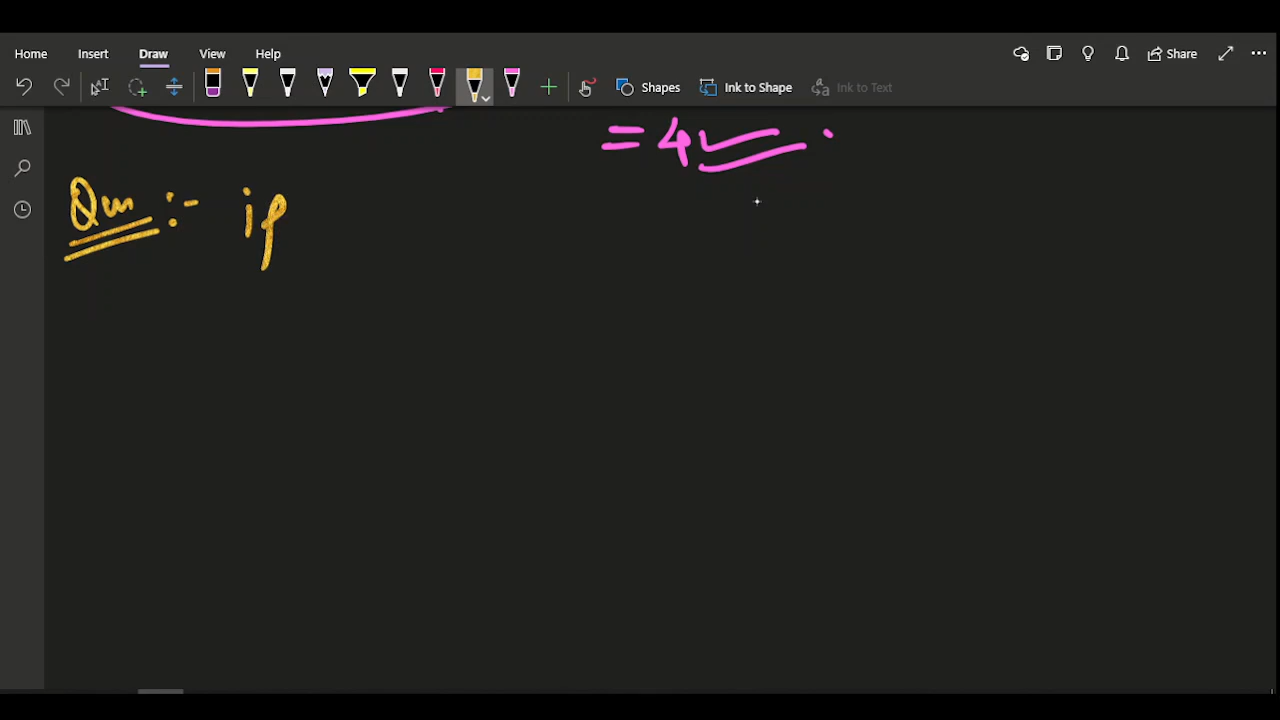 Home Insert Draw View Help Share
Shapes Ink to Shape Ink to Text
= 4
Qun :- if